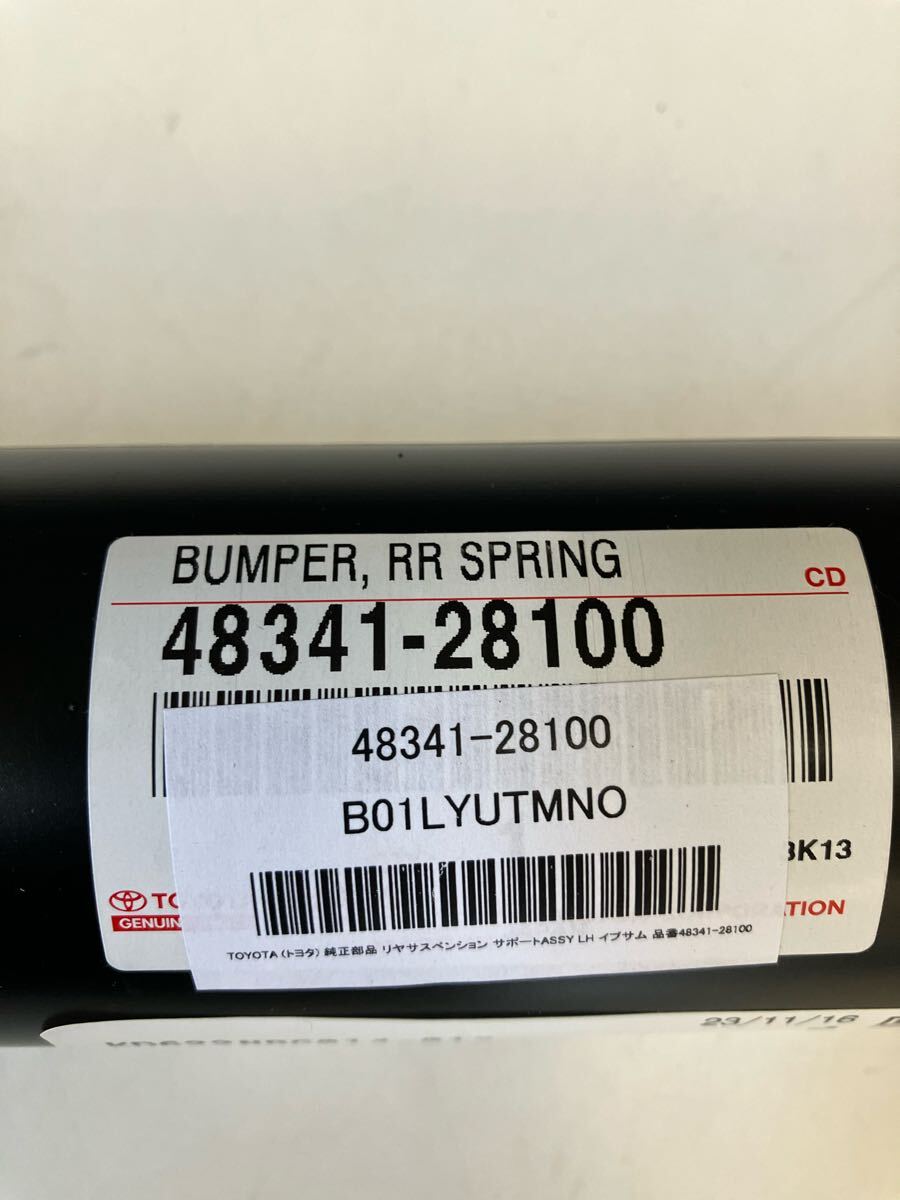 BUMPER, RR SPRING
CD
48341-28100
48341-28100
B01LYUTMNO
TOYOTA(トヨタ) 純正部品 リヤサスペンション サポートASSY LH イプサム 品番48341-28100
BK13
GENUIN
RATION
23/11/16